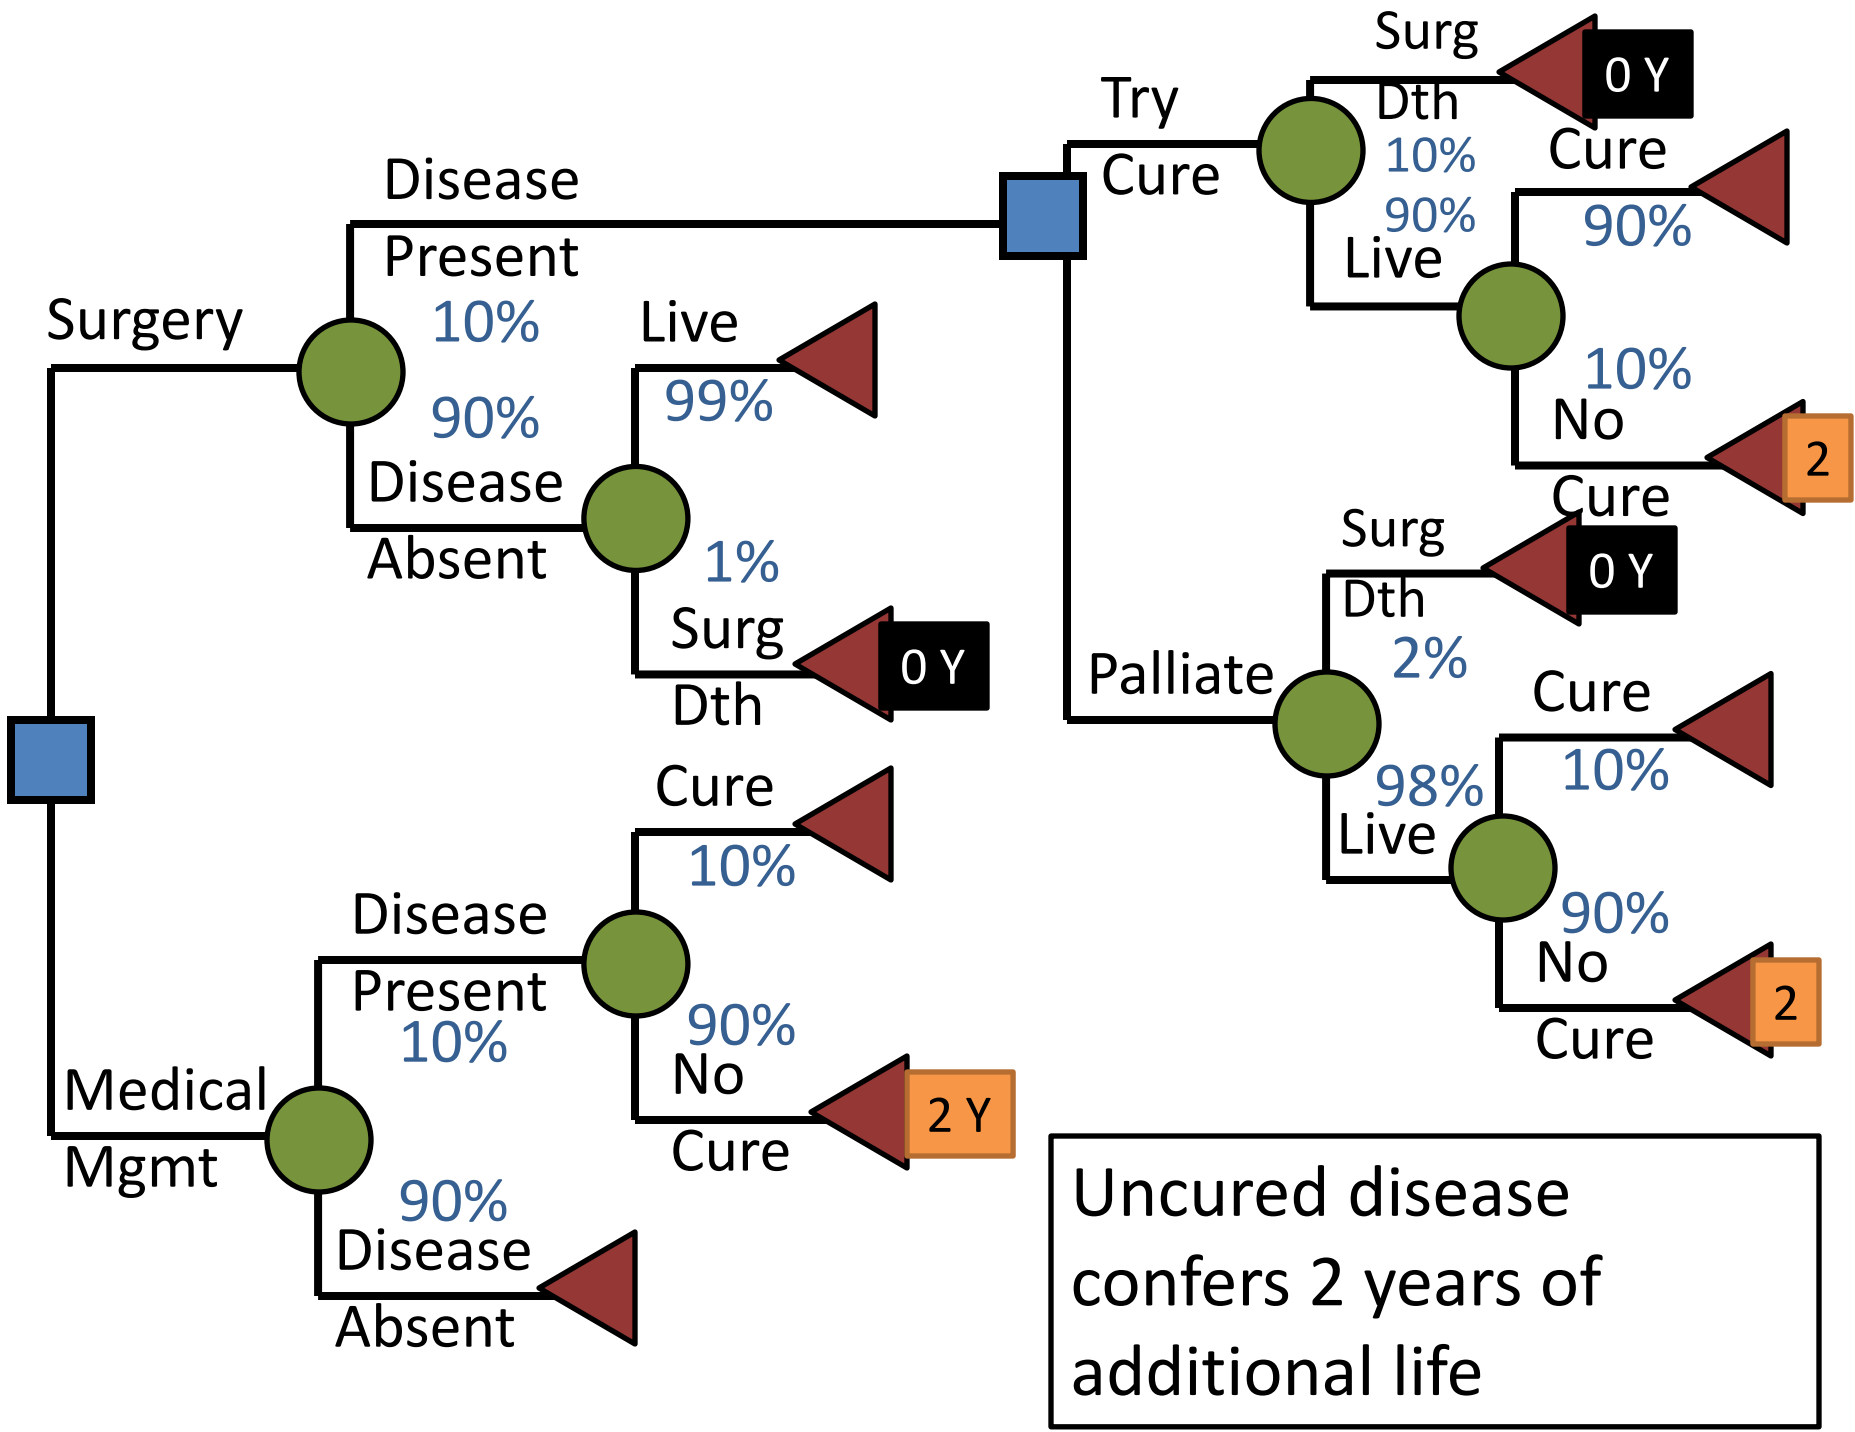 Surg
Dth
10%
0 Y
Try
Cure
90%
Live
Cure
90%
10%
No
Cure
2
Disease
Present
10%
Surgery
90%
Disease
Absent
Live
99%
1%
Surg
Dth
0 Y
Surg
Dth
2%
0 Y
Palliate
98%
Live
Cure
10%
90%
No
Cure
2
Cure
10%
Disease
Present
10%
90%
No
Cure
2 Y
Medical
Mgmt
90%
Disease
Absent
Uncured disease
confers 2 years of
additional life